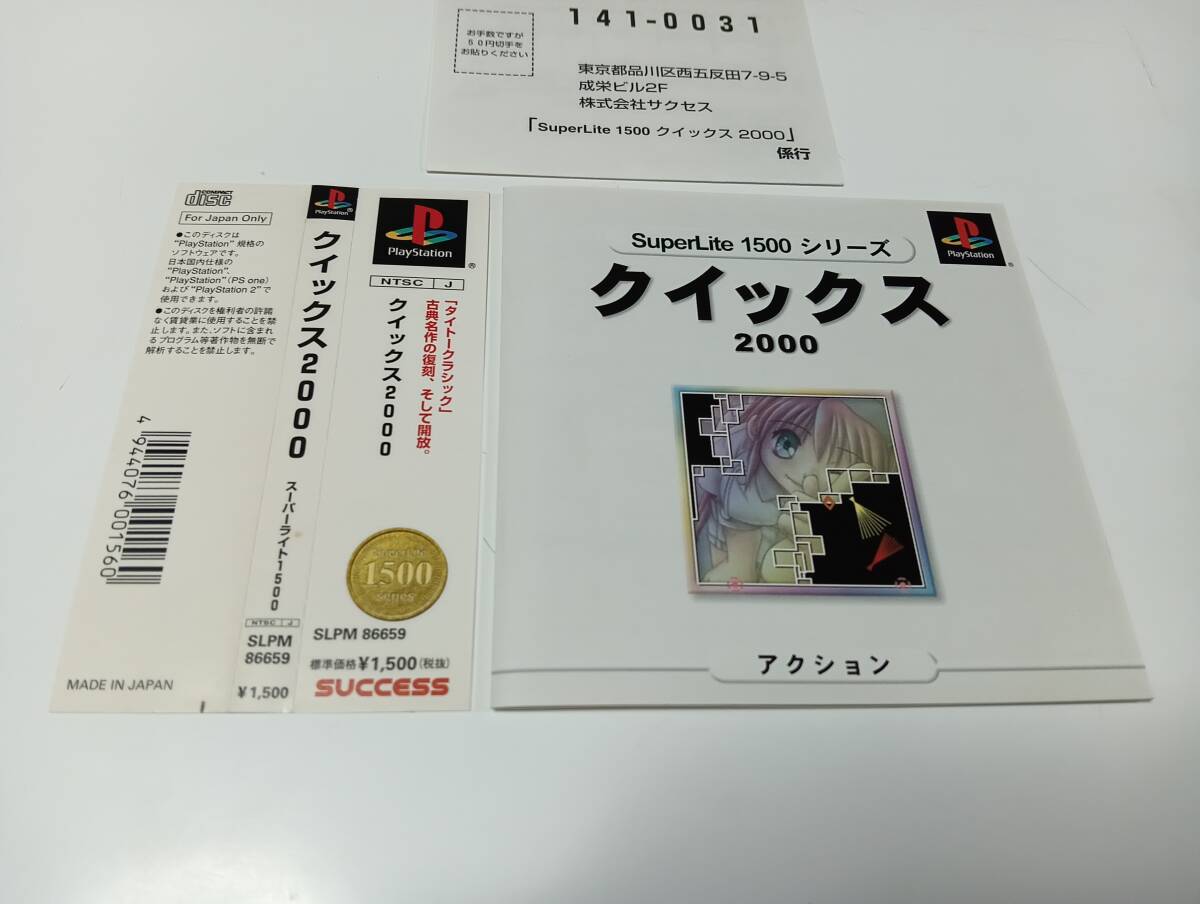 141-0031
お手数ですが
50円切手を
お貼りください
東京都品川区西五反田7-9-5
成栄ビル2F
株式会社サクセス
「SuperLite 1500 クイックス 2000」
係行
COMPACT
disc
For Japan Only
●このディスクは
"PlayStation" 規格の
ソフトウェアです。
日本国内仕様の
"PlayStation",
"PlayStation"(PS one)
および"PlayStation 2"で
使用できます。
●このディスクを権利者の許諾
なく賃貸業に使用することを禁
止します。また、ソフトに含まれ
るプログラム等著作物を無断で
解析することを禁止します。
4 944076 001560
MADE IN JAPAN
PlayStation
クイックス2000
スーパーライト1500
NTSC J
SLPM
86659
¥1,500
PlayStation
NTSC J
「タイトークラシック」
古典名作の復刻、そして開放。
クイックス2000
SuperLite
1500
series
SLPM 86659
標準価格¥1,500(税抜)
SUCCESS
SuperLite 1500 シリーズ
PlayStation
クイックス
2000
アクション